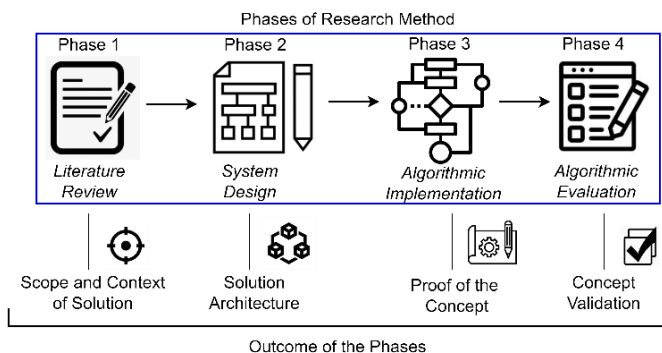 Phases of Research Method
Phase 1
Phase 2
Phase 3
Phase 4
Literature
Review
System
Design
Algorithmic
Implementation
Algorithmic
Evaluation
Scope and Context
of Solution
Solution
Architecture
Proof of the
Concept
Concept
Validation
Outcome of the Phases